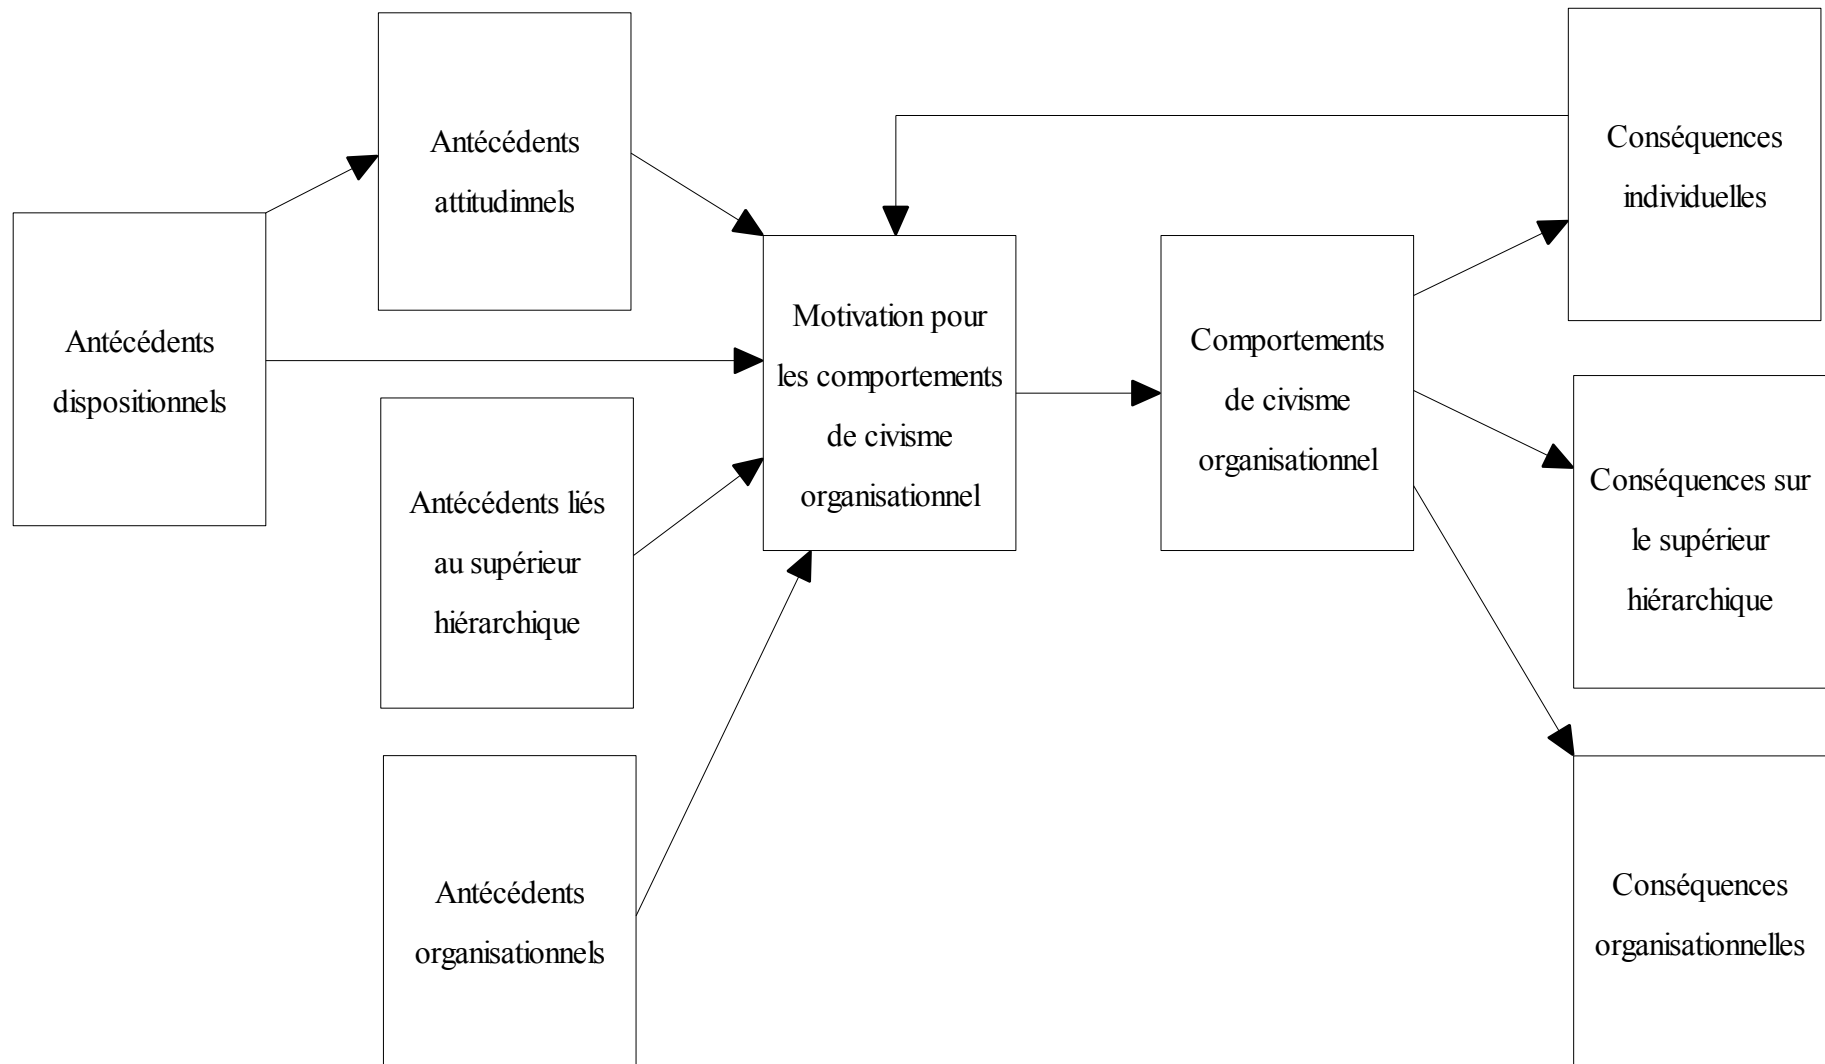 Antécédents
attitudinnels
Conséquences
individuelles
Antécédents
dispositionnels
Motivation pour
les comportements
de civisme
organisationnel
Comportements
de civisme
organisationnel
Antécédents liés
au supérieur
hiérarchique
Conséquences sur
le supérieur
hiérarchique
Antécédents
organisationnels
Conséquences
organisationnelles